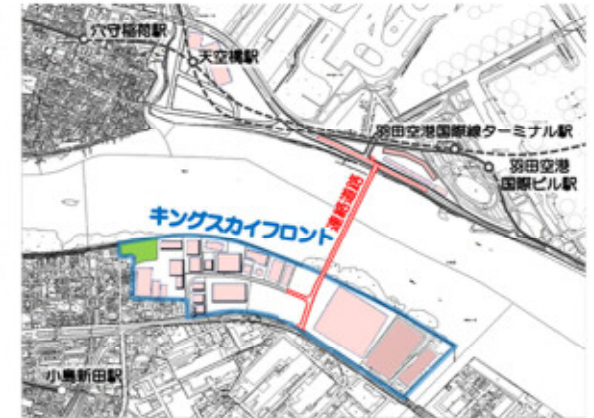 穴守稲荷駅
天空橋駅
羽田空港国際線ターミナル駅
羽田空港
国際ビル駅
連絡道路
キングスカイフロント
小島新田駅